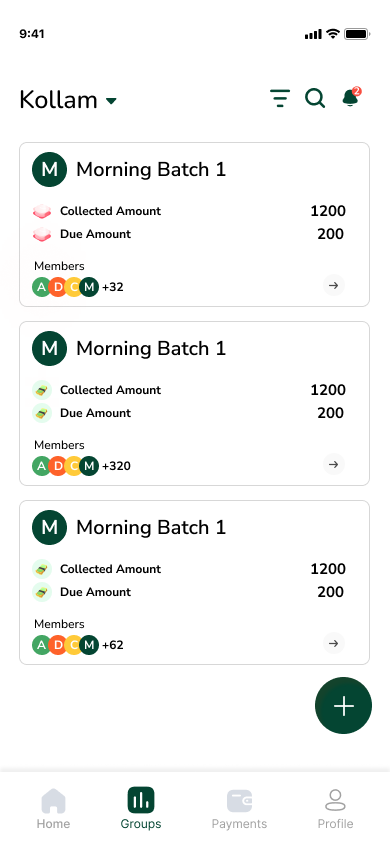 9:41
Kollam
2
M Morning Batch 1
Collected Amount 1200
Due Amount 200
Members
A D C M +32
M Morning Batch 1
Collected Amount 1200
Due Amount 200
Members
A D C M +320
M Morning Batch 1
Collected Amount 1200
Due Amount 200
Members
A D C M +62
Home Groups Payments Profile